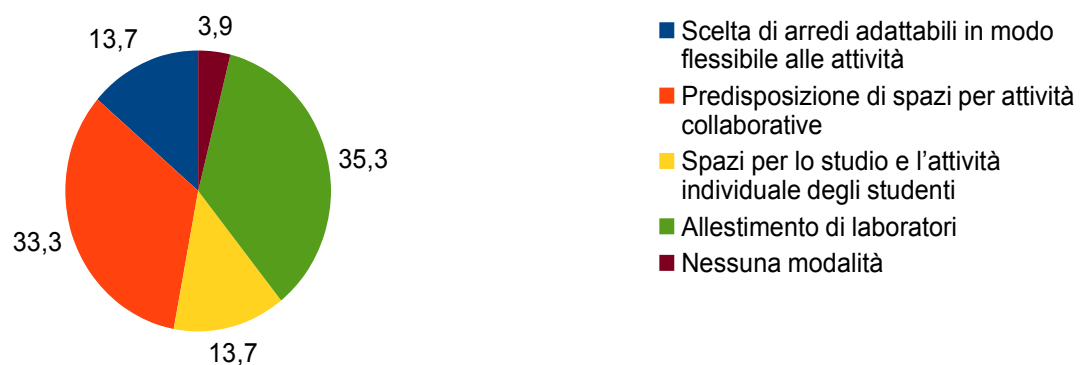 3,9
13,7
35,3
33,3
13,7
Scelta di arredi adattabili in modo
flessibile alle attività
Predisposizione di spazi per attività
collaborative
Spazi per lo studio e l’attività
individuale degli studenti
Allestimento di laboratori
Nessuna modalità